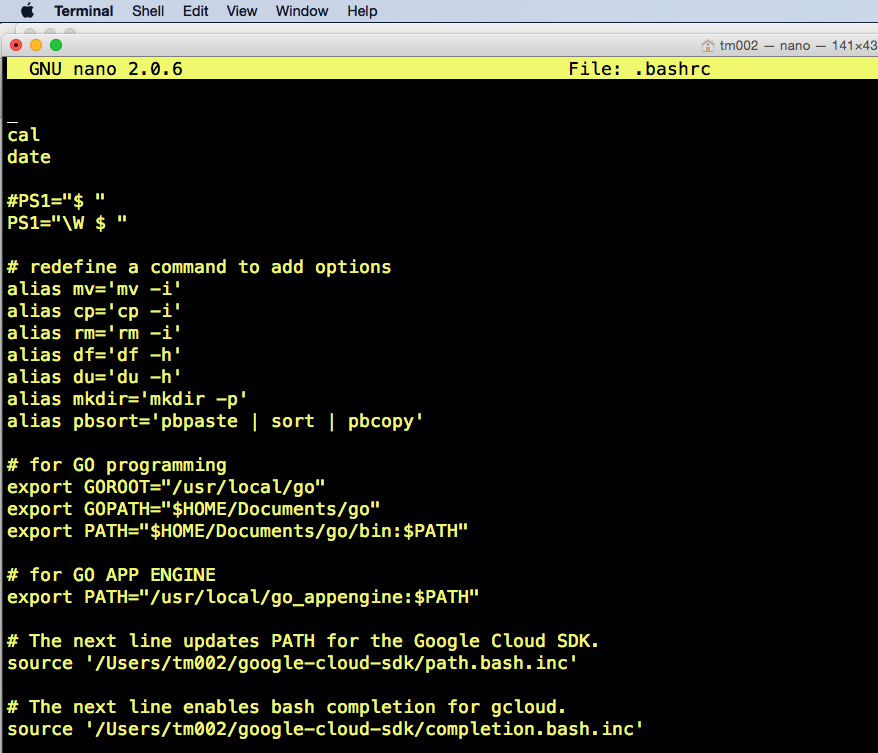 Terminal Shell Edit View Window Help
tm002 — nano — 141×43
GNU nano 2.0.6 File: .bashrc
cal
date
#PS1="$ "
PS1="\W $ "
# redefine a command to add options
alias mv='mv -i'
alias cp='cp -i'
alias rm='rm -i'
alias df='df -h'
alias du='du -h'
alias mkdir='mkdir -p'
alias pbsort='pbpaste | sort | pbcopy'
# for GO programming
export GOROOT="/usr/local/go"
export GOPATH="$HOME/Documents/go"
export PATH="$HOME/Documents/go/bin:$PATH"
# for GO APP ENGINE
export PATH="/usr/local/go_appengine:$PATH"
# The next line updates PATH for the Google Cloud SDK.
source '/Users/tm002/google-cloud-sdk/path.bash.inc'
# The next line enables bash completion for gcloud.
source '/Users/tm002/google-cloud-sdk/completion.bash.inc'